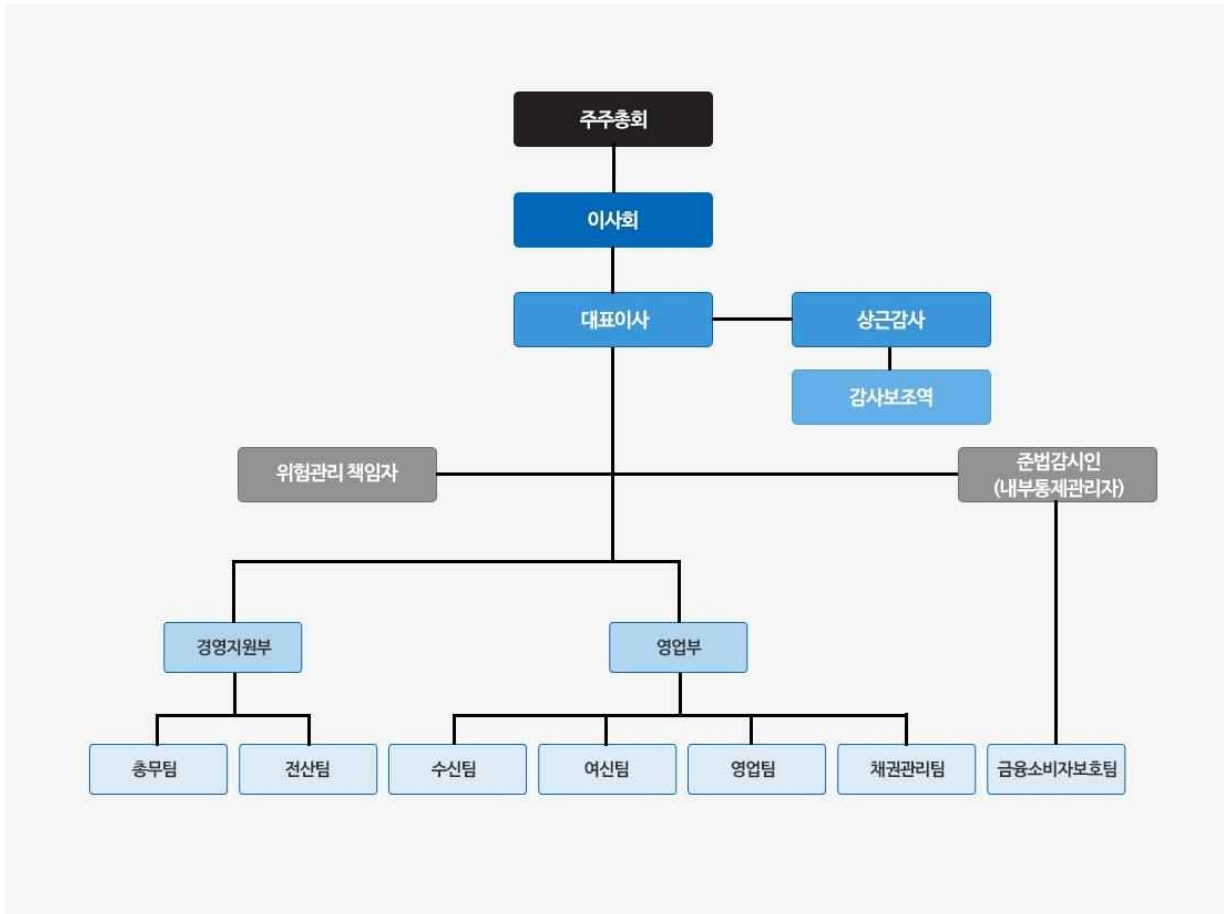 주주총회
이사회
대표이사
상근감사
감사보조역
위험관리 책임자
준법감시인
(내부통제관리자)
경영지원부
영업부
총무팀
전산팀
수신팀
여신팀
영업팀
채권관리팀
금융소비자보호팀